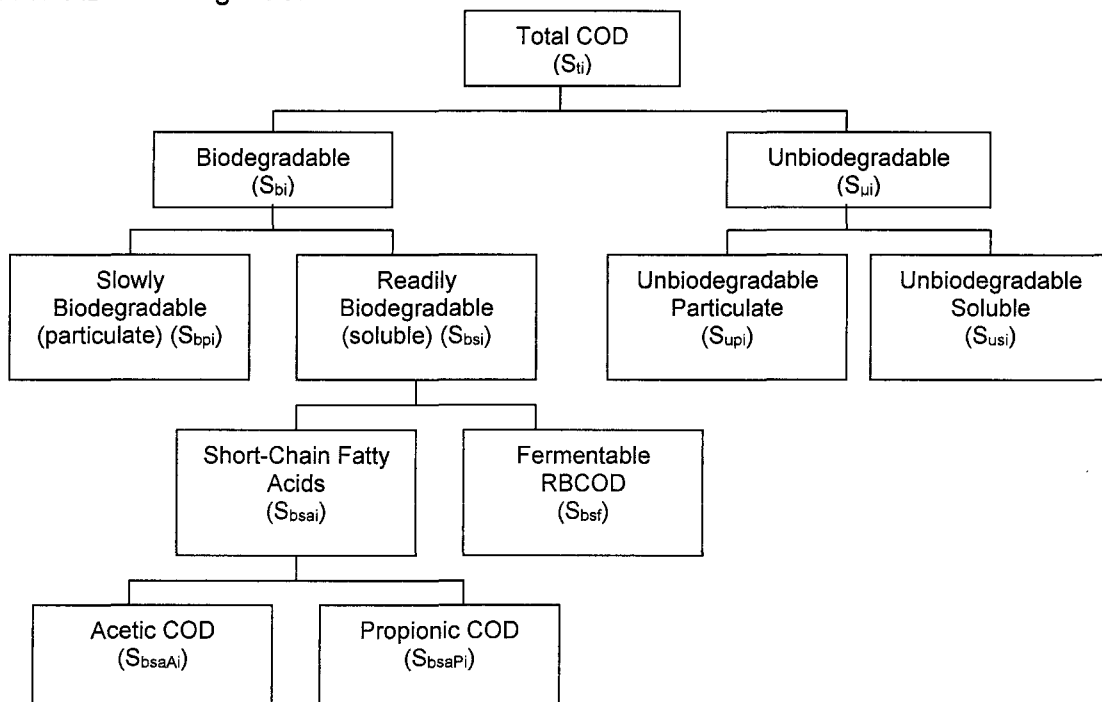 Total COD
(Sti)
Biodegradable
(Sbi)
Unbiodegradable
(Sμi)
Slowly
Biodegradable
(particulate) (Sbpi)
Readily
Biodegradable
(soluble) (Sbsi)
Unbiodegradable
Particulate
(Supi)
Unbiodegradable
Soluble
(Susi)
Short-Chain Fatty
Acids
(Sbsai)
Fermentable
RBCOD
(Sbsf)
Acetic COD
(SbsaAi)
Propionic COD
(SbsaPi)